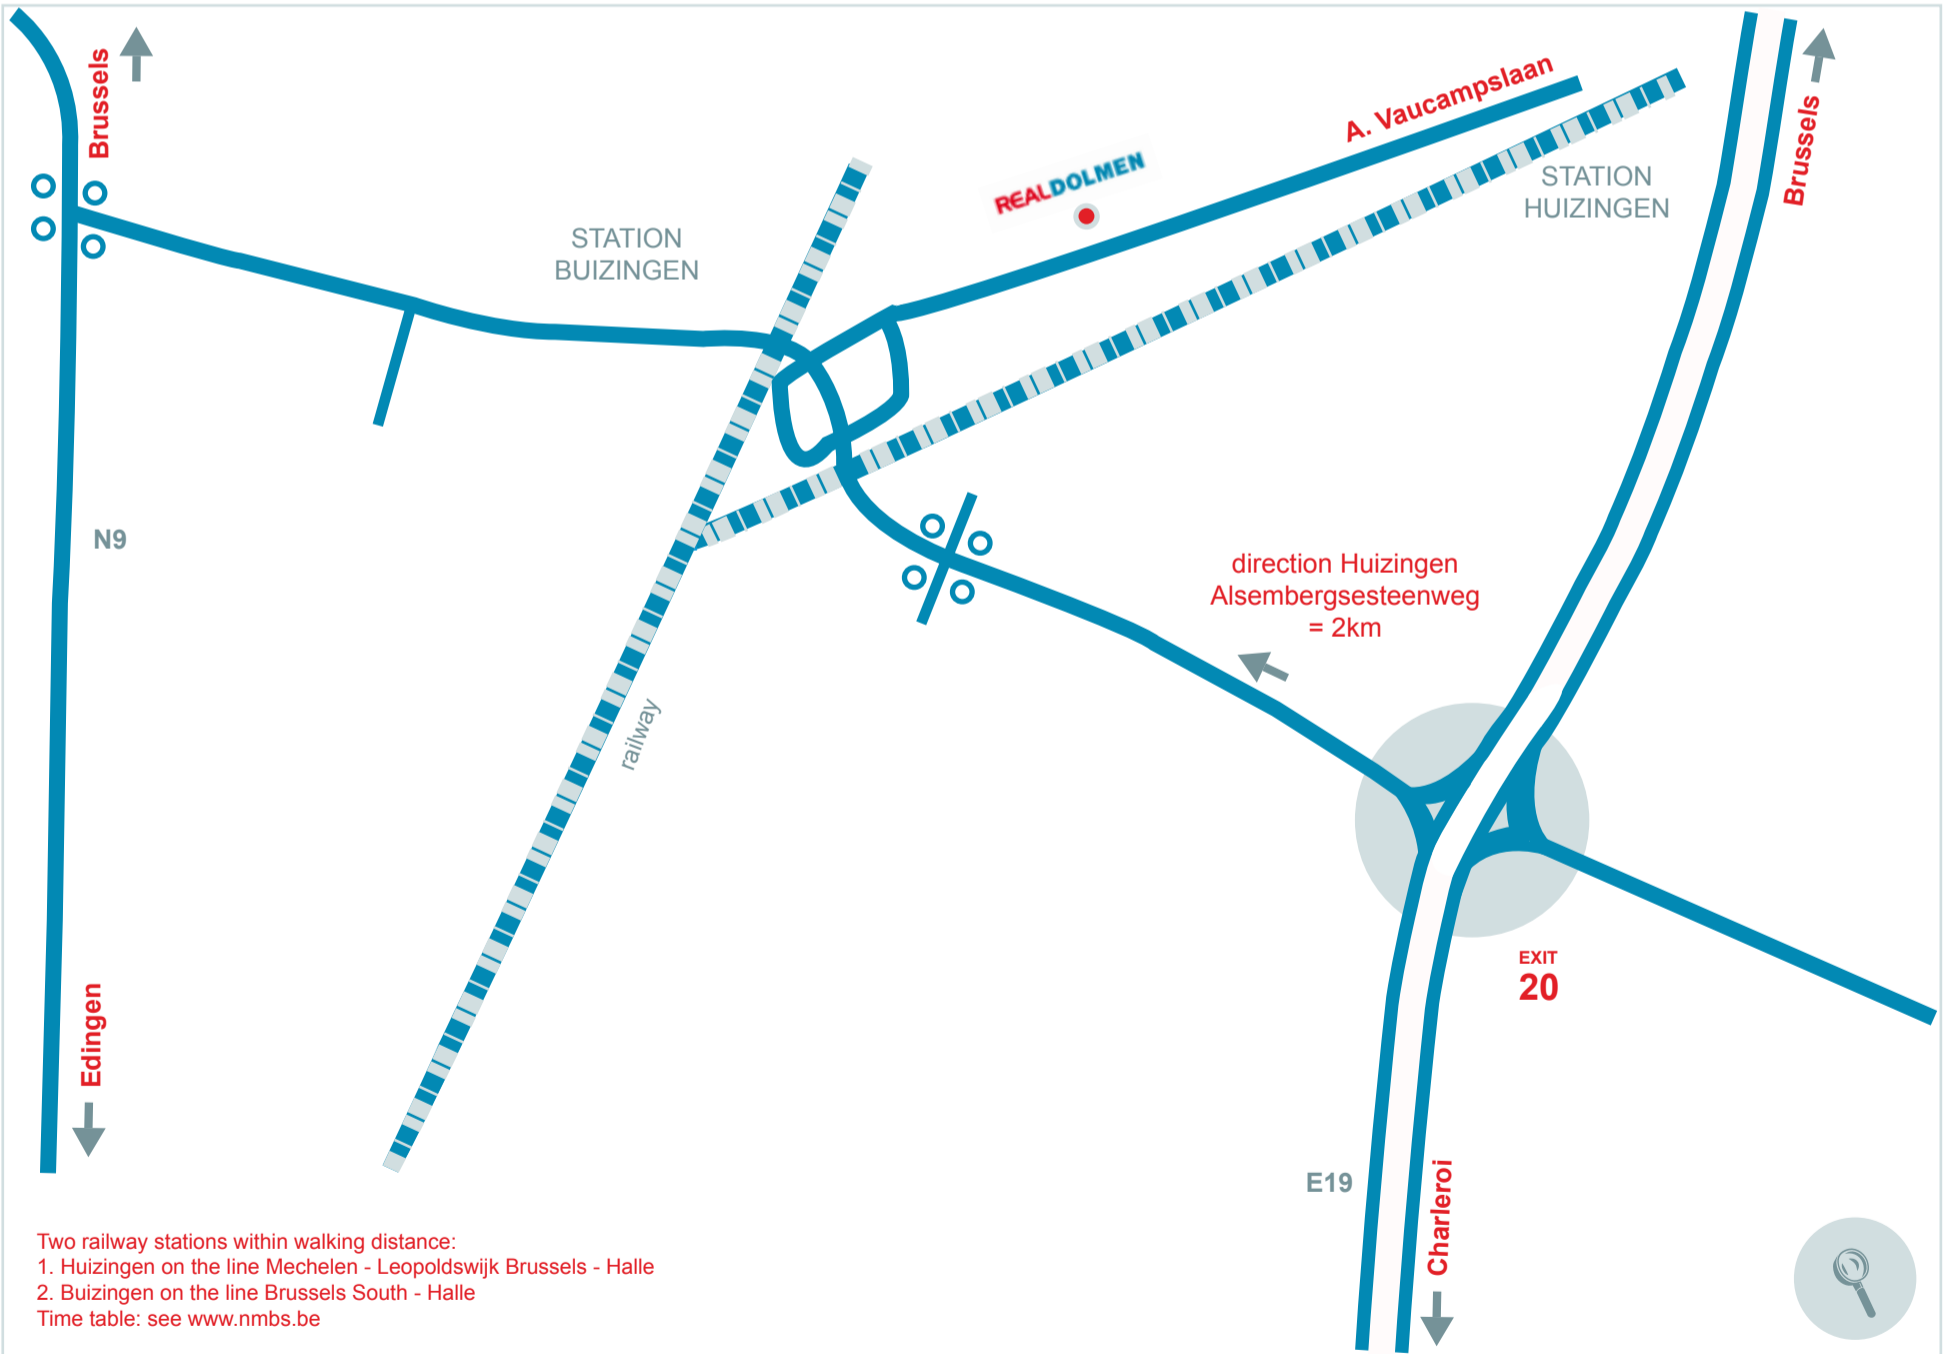 Brussels
A. Vaucampslaan
Brussels
REALDOLMEN
STATION
HUIZINGEN
STATION
BUIZINGEN
N9
direction Huizingen
Alsembergsesteenweg
= 2km
railway
EXIT
20
Edingen
E19
Charleroi
Two railway stations within walking distance:
1. Huizingen on the line Mechelen - Leopoldswijk Brussels - Halle
2. Buizingen on the line Brussels South - Halle
Time table: see www.nmbs.be